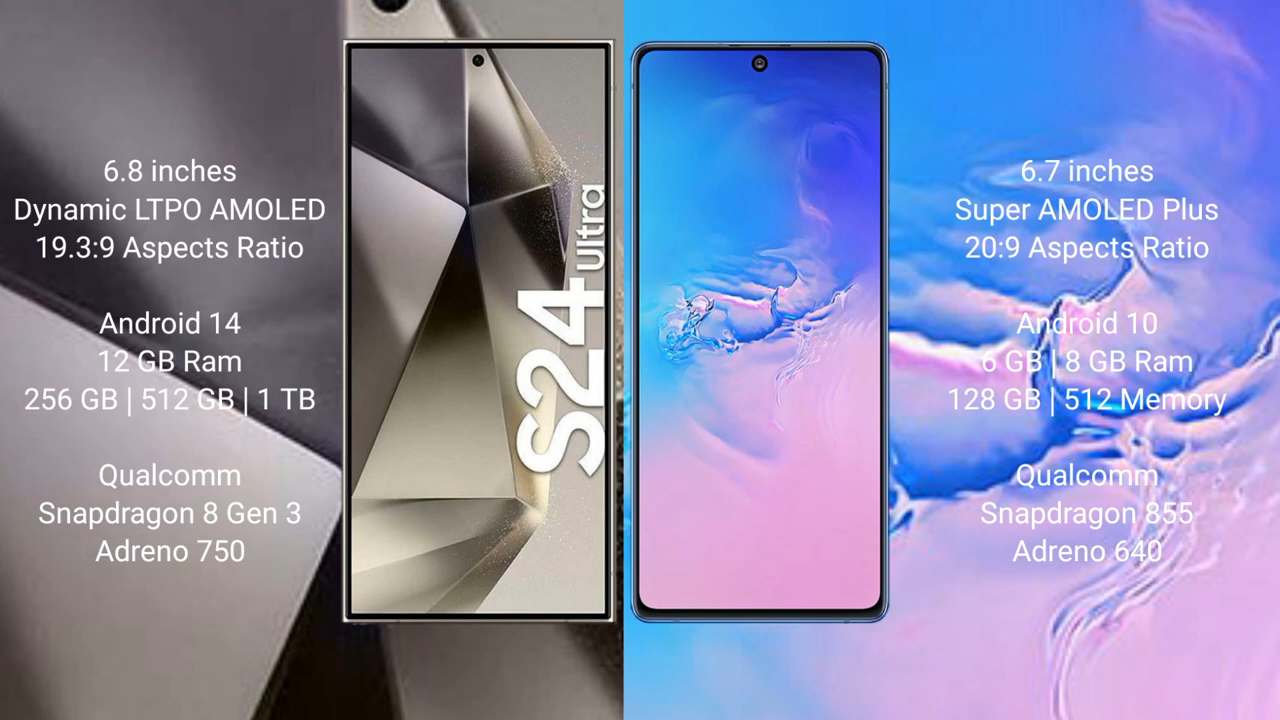 6.8 inches
Dynamic LTPO AMOLED
19.3:9 Aspects Ratio
Android 14
12 GB Ram
256 GB | 512 GB | 1 TB
Qualcomm
Snapdragon 8 Gen 3
Adreno 750
S24 ultra
6.7 inches
Super AMOLED Plus
20:9 Aspects Ratio
Android 10
6 GB | 8 GB Ram
128 GB | 512 Memory
Qualcomm
Snapdragon 855
Adreno 640